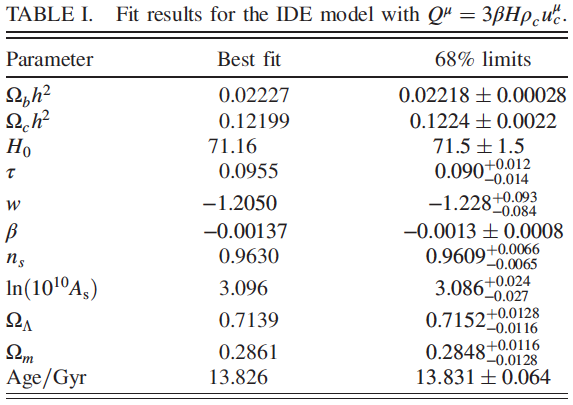 TABLE I. Fit results for the IDE model with $Q^\mu = 3\beta H\rho_c u_c^\mu$.
Parameter Best fit 68% limits
$\Omega_b h^2$ 0.02227 $0.02218 \pm 0.00028$
$\Omega_c h^2$ 0.12199 $0.1224 \pm 0.0022$
$H_0$ 71.16 $71.5 \pm 1.5$
$\tau$ 0.0955 $0.090^{+0.012}_{-0.014}$
$w$ −1.2050 $-1.228^{+0.093}_{-0.084}$
$\beta$ −0.00137 $-0.0013 \pm 0.0008$
$n_s$ 0.9630 $0.9609^{+0.0066}_{-0.0065}$
$\ln(10^{10}A_s)$ 3.096 $3.086^{+0.024}_{-0.027}$
$\Omega_\Lambda$ 0.7139 $0.7152^{+0.0128}_{-0.0116}$
$\Omega_m$ 0.2861 $0.2848^{+0.0116}_{-0.0128}$
Age/Gyr 13.826 $13.831 \pm 0.064$